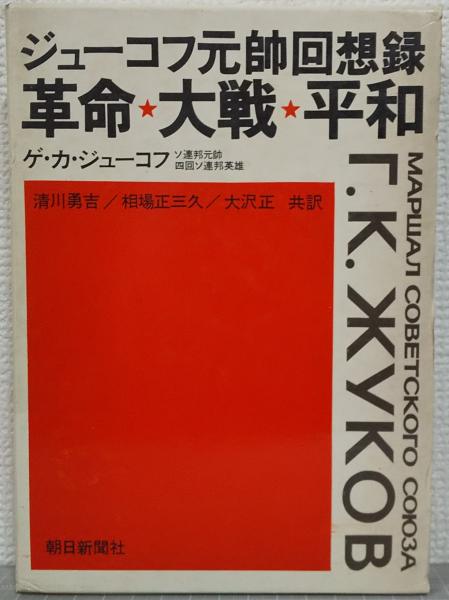 ジューコフ元帥回想録
革命★大戦★平和
ゲ・カ・ジューコフ
ソ連邦元帥
四回ソ連邦英雄
清川勇吉／相場正三久／大沢正 共訳
МАРШАЛ СОВЕТСКОГО СОЮЗА
Г.К.ЖУКОВ
朝日新聞社